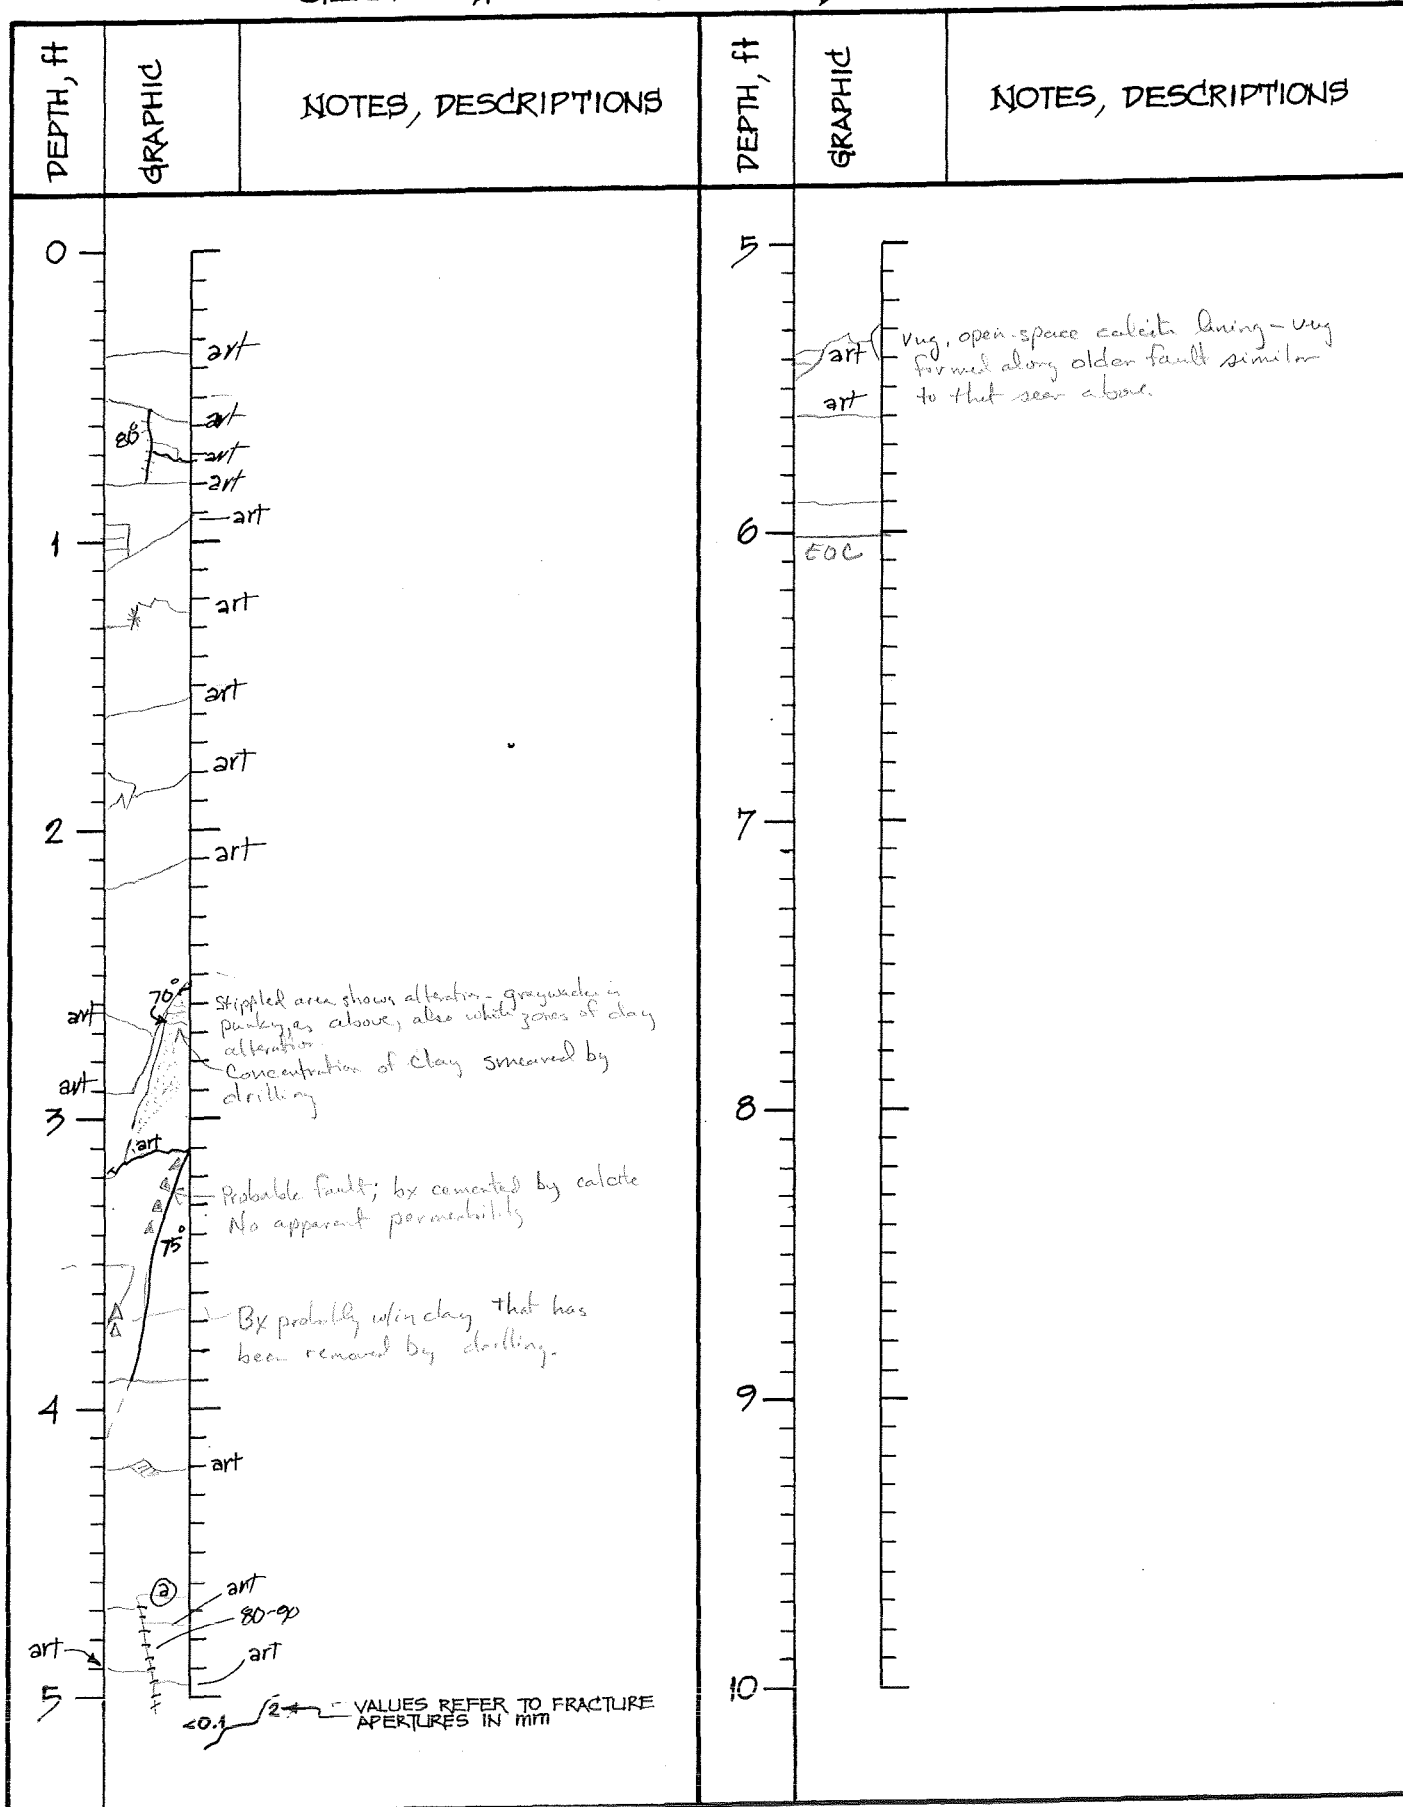 DEPTH, ft
GRAPHIC
NOTES, DESCRIPTIONS
0
art
art
80°
art
art
art
1
art
art
art
2
art
70°
Stippled area shows alteration - graywacke is
art
punky, as above, also white zones of clay
alteration.
Concentration of clay smeared by
art
drilling
3
art
Probable fault; bx cemented by calcite
No apparent permeability
75°
Bx probably w/in clay that has
been removed by drilling.
4
art
a
art
80-90
art
art
5
<0.1
2
VALUES REFER TO FRACTURE
APERTURES IN mm
DEPTH, ft
GRAPHIC
NOTES, DESCRIPTIONS
5
Vug, open-space calcite lining - vug
art
formed along older fault similar
to that seen above.
art
6
EOC
7
8
9
10